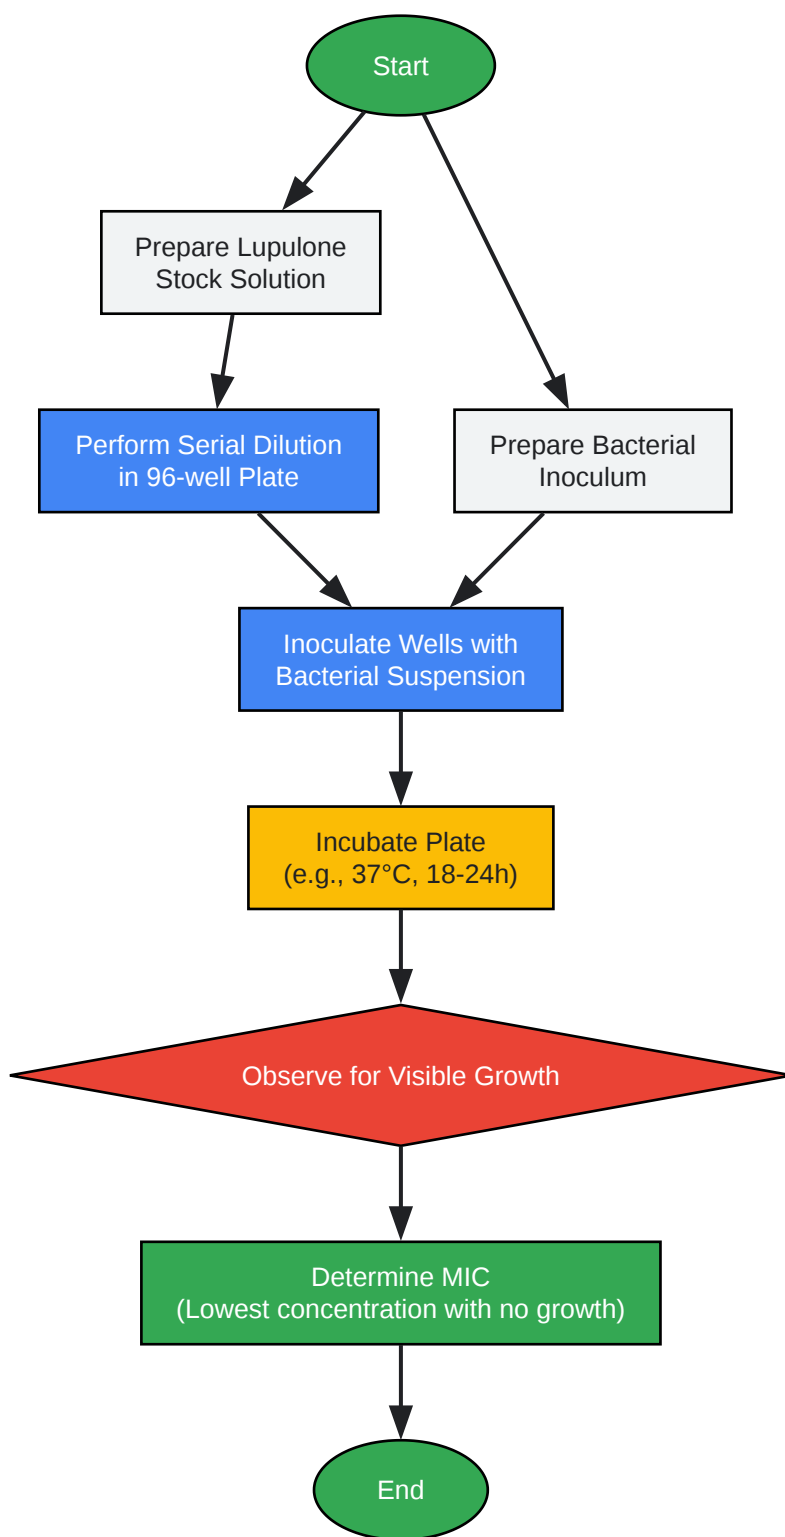 Start
Prepare Lupulone
Stock Solution
Perform Serial Dilution
in 96-well Plate
Prepare Bacterial
Inoculum
Inoculate Wells with
Bacterial Suspension
Incubate Plate
(e.g., 37°C, 18-24h)
Observe for Visible Growth
Determine MIC
(Lowest concentration with no growth)
End